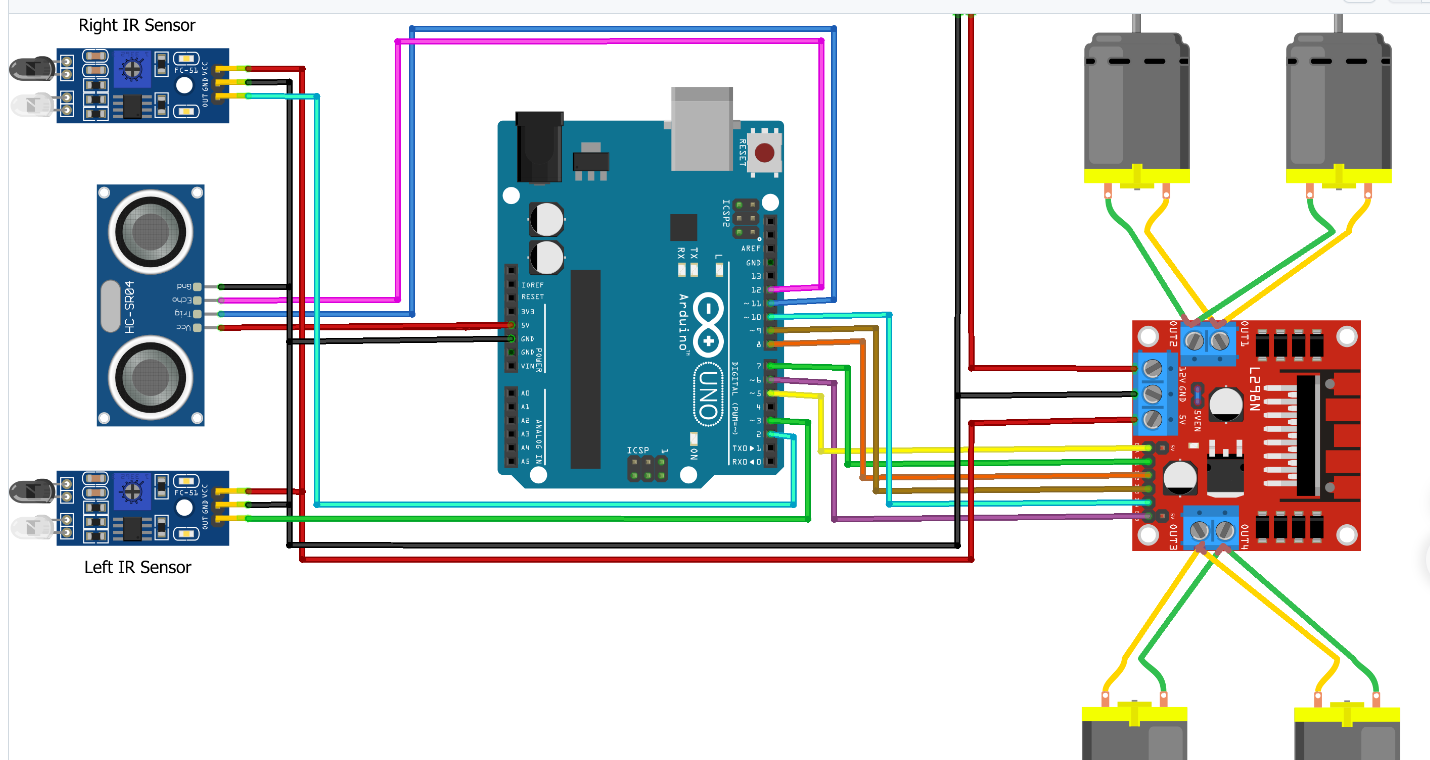 Right IR Sensor
FC-51
VCC
GND
OUT
HC-SR04
Gnd
Echo
Trig
Vcc
FC-51
VCC
GND
OUT
Left IR Sensor
RESET
ICSP2
IOREF
RESET
3V3
5V
GND
GND
VIN
POWER
A0
A1
A2
A3
A4
A5
ANALOG IN
RX
TX
L
Arduino™
UNO
ON
ICSP
1
AREF
GND
13
12
~11
~10
~9
8
7
~6
~5
4
~3
2
TXD▶1
RXD◀0
DIGITAL (PWM=~)
OUT2
OUT1
12V
GND
5V
5VEN
L298N
OUT3
OUT4